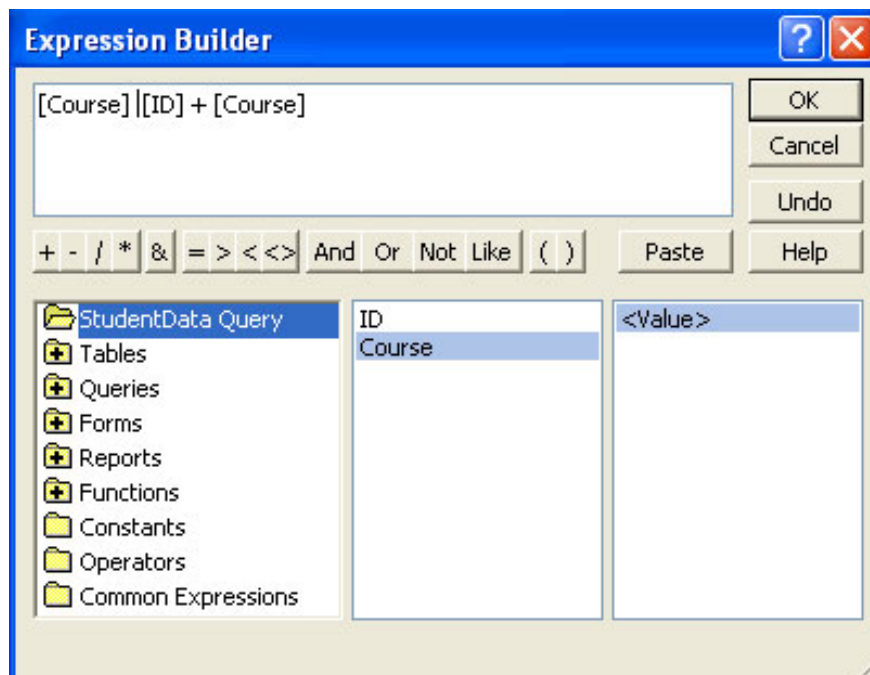 Expression Builder
?
[Course] [ID] + [Course]
OK
Cancel
Undo
+ - / * & = > < <> And Or Not Like ( ) Paste Help
StudentData Query
Tables
Queries
Forms
Reports
Functions
Constants
Operators
Common Expressions
ID
Course
<Value>